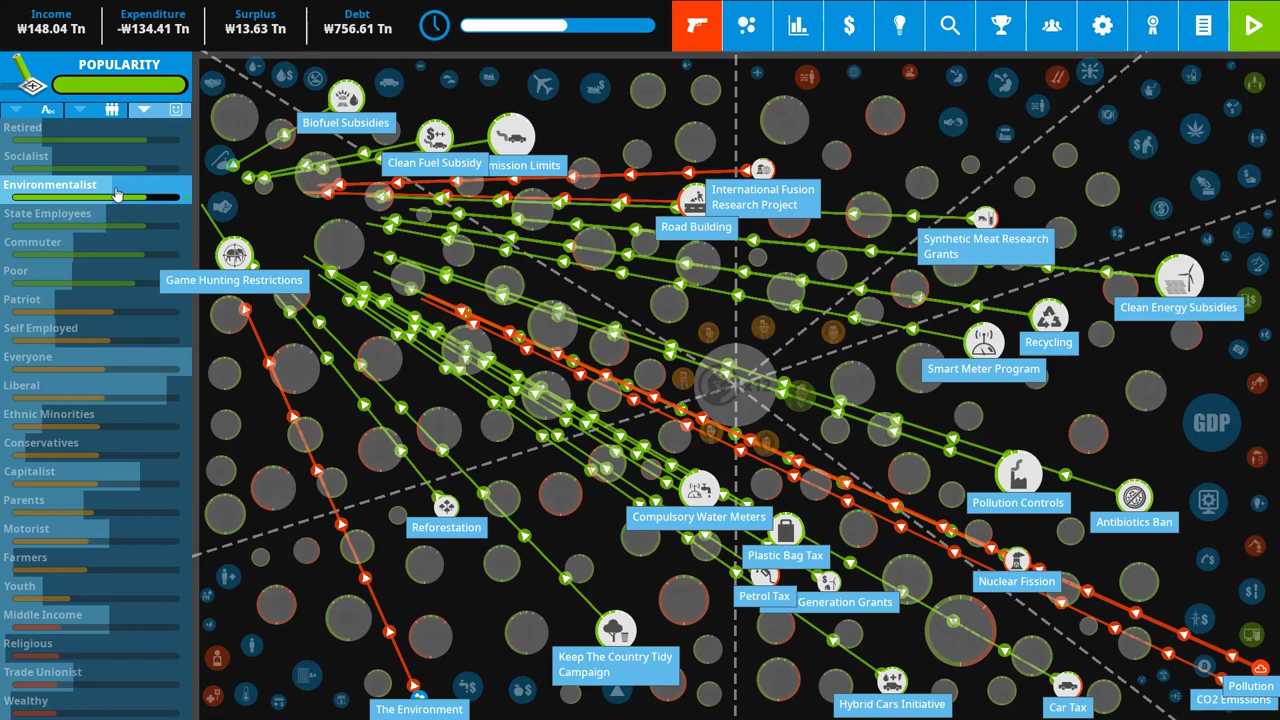 Income
Expenditure
Surplus
Debt
₩148.04 Tn
-₩134.41 Tn
₩13.63 Tn
₩756.61 Tn
POPULARITY
Retired
Socialist
Environmentalist
State Employees
Commuter
Poor
Patriot
Self Employed
Everyone
Liberal
Ethnic Minorities
Conservatives
Capitalist
Parents
Motorist
Farmers
Youth
Middle Income
Religious
Trade Unionist
Wealthy
Biofuel Subsidies
Clean Fuel Subsidy
mission Limits
International Fusion
Research Project
Road Building
Synthetic Meat Research
Grants
Game Hunting Restrictions
Clean Energy Subsidies
Recycling
Smart Meter Program
GDP
Pollution Controls
Compulsory Water Meters
Antibiotics Ban
Reforestation
Plastic Bag Tax
Nuclear Fission
Petrol Tax
Generation Grants
Keep The Country Tidy
Campaign
Pollution
CO2 Emissions
Hybrid Cars Initiative
Car Tax
The Environment